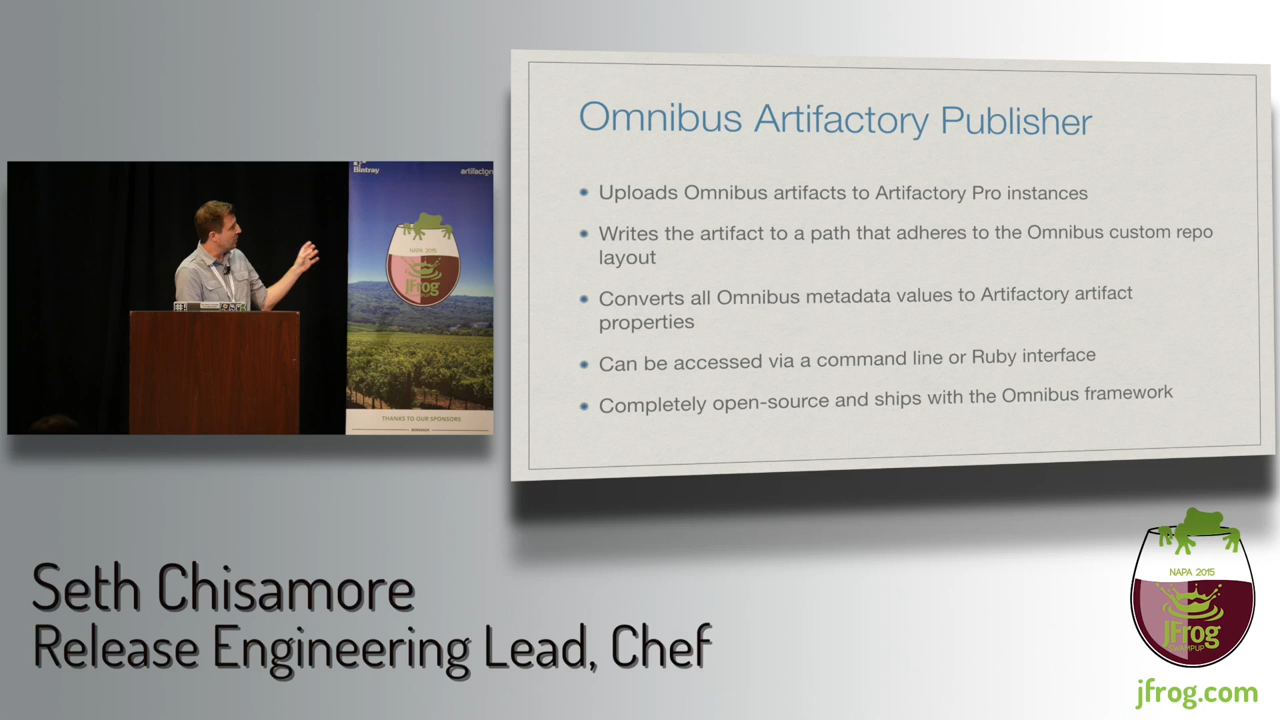 Omnibus Artifactory Publisher
Uploads Omnibus artifacts to Artifactory Pro instances
Writes the artifact to a path that adheres to the Omnibus custom repo
layout
Converts all Omnibus metadata values to Artifactory artifact
properties
Can be accessed via a command line or Ruby interface
Completely open-source and ships with the Omnibus framework
Bintray
NAPA 2015
jFrog
THANKS TO OUR SPONSORS
Seth Chisamore
Release Engineering Lead, Chef
NAPA 2015
JFrog
jfrog.com